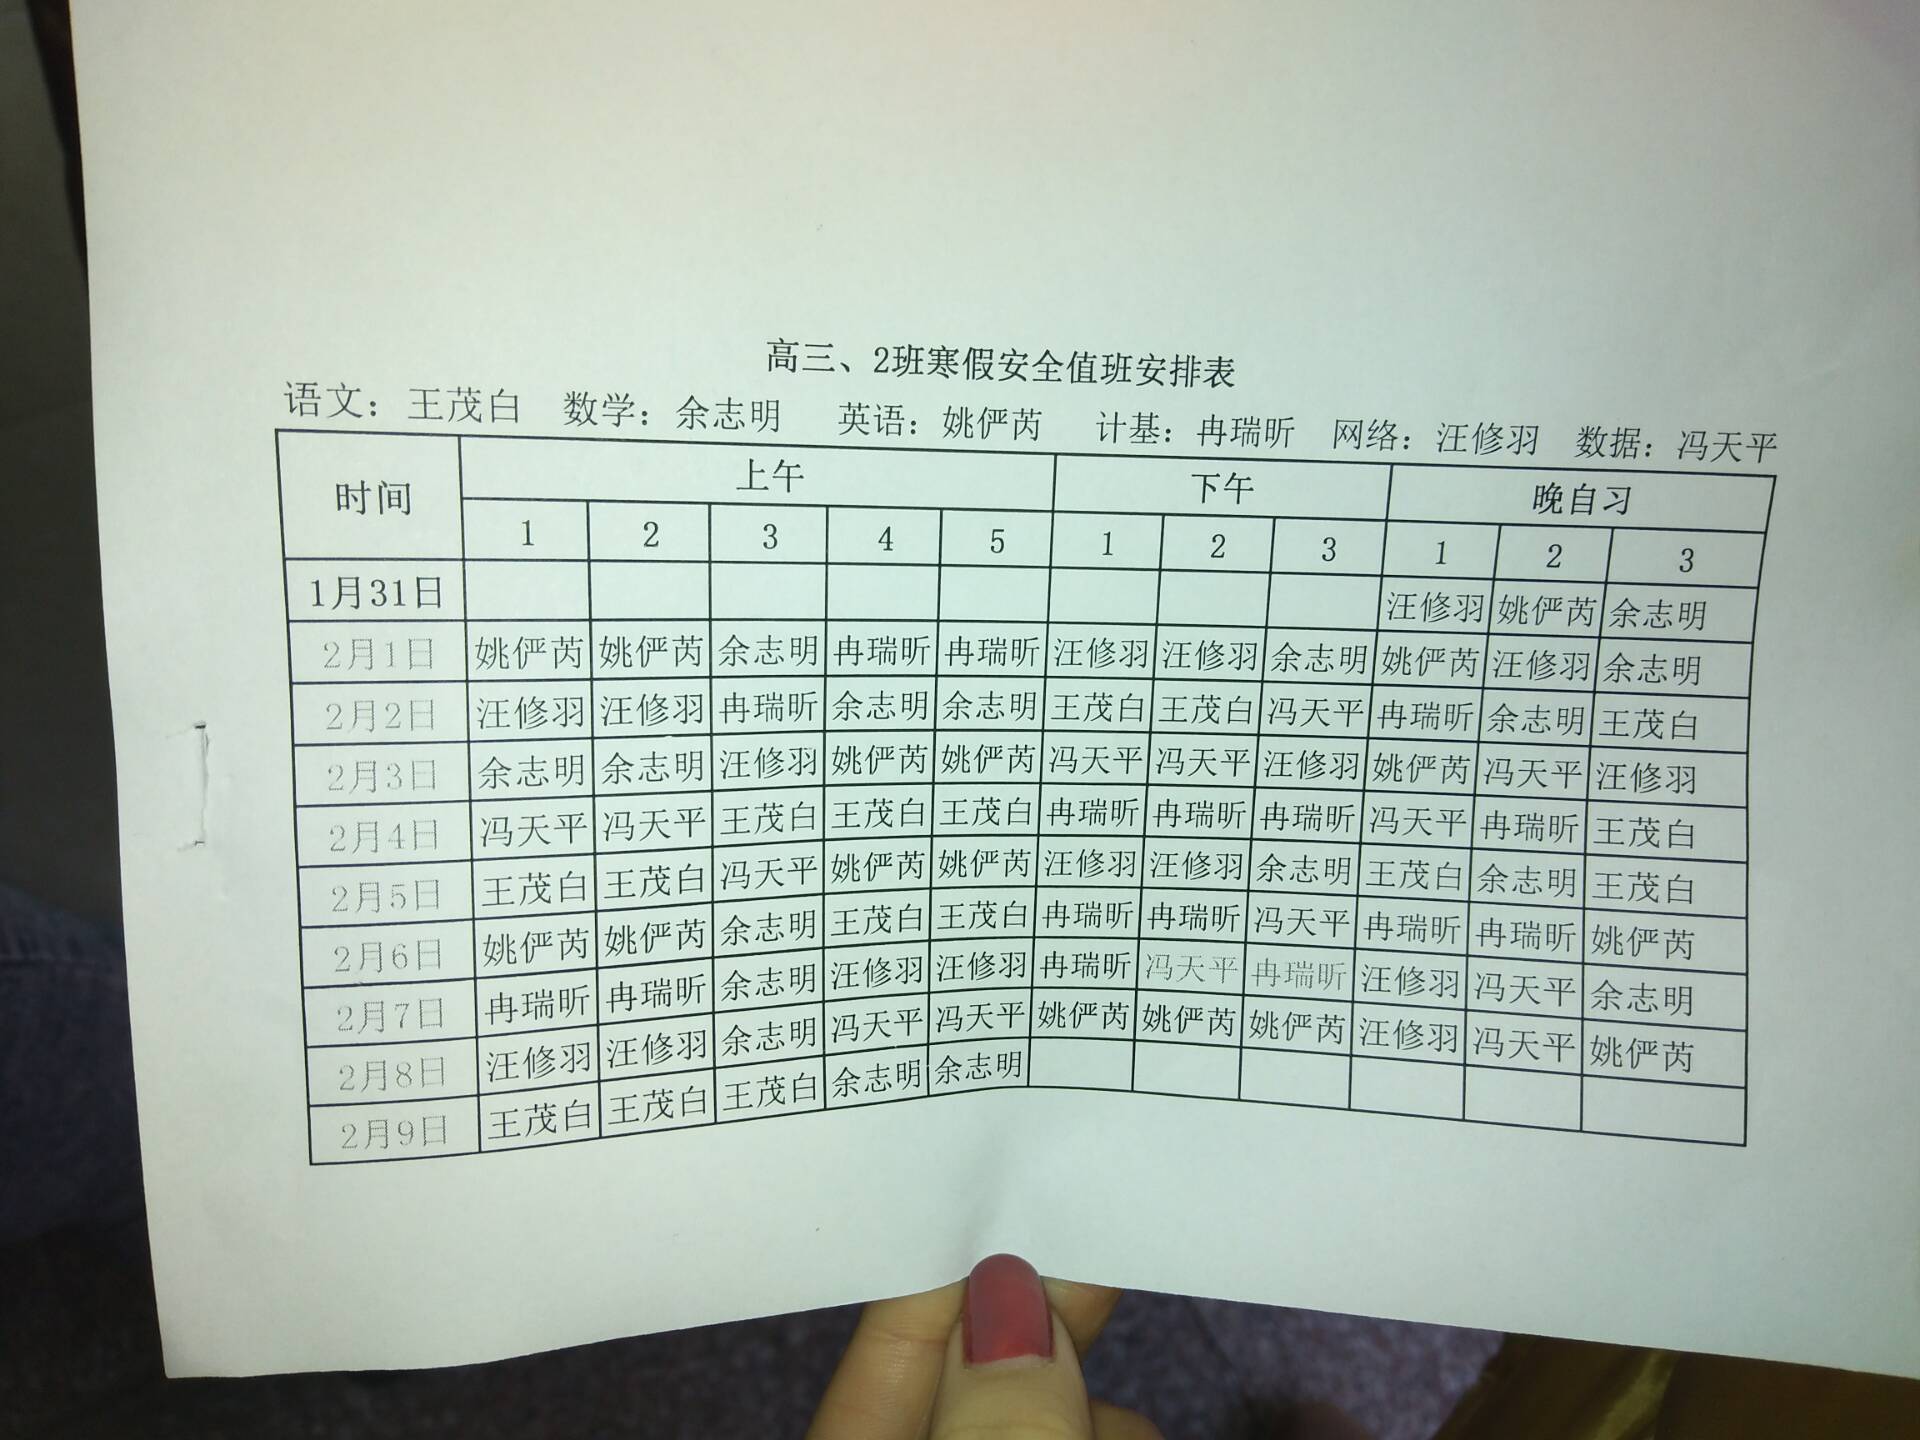 高三、2班寒假安全值班安排表
语文：王茂白 数学：余志明 英语：姚俨芮 计基：冉瑞昕 网络：汪修羽 数据：冯天平
时间 上午 下午 晚自习
1 2 3 4 5 1 2 3 1 2 3
1月31日 汪修羽 姚俨芮 余志明
2月1日 姚俨芮 姚俨芮 余志明 冉瑞昕 冉瑞昕 汪修羽 汪修羽 余志明 姚俨芮 汪修羽 余志明
2月2日 汪修羽 汪修羽 冉瑞昕 余志明 余志明 王茂白 王茂白 冯天平 冉瑞昕 余志明 王茂白
2月3日 余志明 余志明 汪修羽 姚俨芮 姚俨芮 冯天平 冯天平 汪修羽 姚俨芮 冯天平 汪修羽
2月4日 冯天平 冯天平 王茂白 王茂白 王茂白 冉瑞昕 冉瑞昕 冉瑞昕 冯天平 冉瑞昕 王茂白
2月5日 王茂白 王茂白 冯天平 姚俨芮 姚俨芮 汪修羽 汪修羽 余志明 王茂白 余志明 王茂白
2月6日 姚俨芮 姚俨芮 余志明 王茂白 王茂白 冉瑞昕 冉瑞昕 冯天平 冉瑞昕 冉瑞昕 姚俨芮
2月7日 冉瑞昕 冉瑞昕 余志明 汪修羽 汪修羽 冉瑞昕 冯天平 冉瑞昕 汪修羽 冯天平 余志明
2月8日 汪修羽 汪修羽 余志明 冯天平 冯天平 姚俨芮 姚俨芮 姚俨芮 汪修羽 冯天平 姚俨芮
2月9日 王茂白 王茂白 王茂白 余志明 余志明